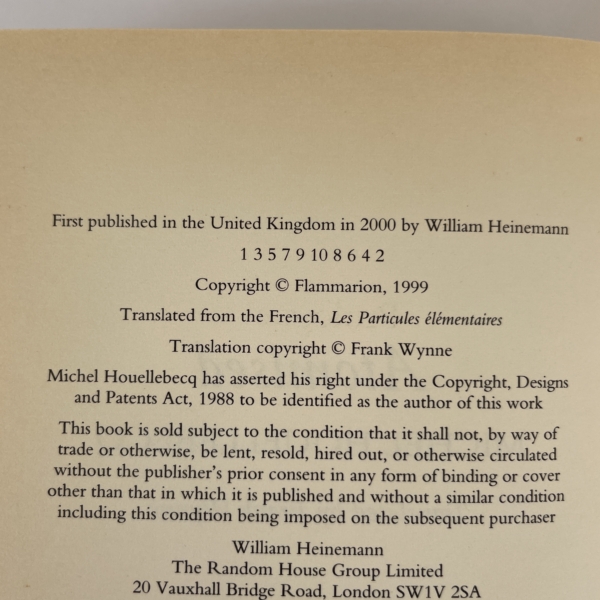 First published in the United Kingdom in 2000 by William Heinemann
1 3 5 7 9 10 8 6 4 2
Copyright © Flammarion, 1999
Translated from the French, Les Particules élémentaires
Translation copyright © Frank Wynne
Michel Houellebecq has asserted his right under the Copyright, Designs
and Patents Act, 1988 to be identified as the author of this work
This book is sold subject to the condition that it shall not, by way of
trade or otherwise, be lent, resold, hired out, or otherwise circulated
without the publisher's prior consent in any form of binding or cover
other than that in which it is published and without a similar condition
including this condition being imposed on the subsequent purchaser
William Heinemann
The Random House Group Limited
20 Vauxhall Bridge Road, London SW1V 2SA